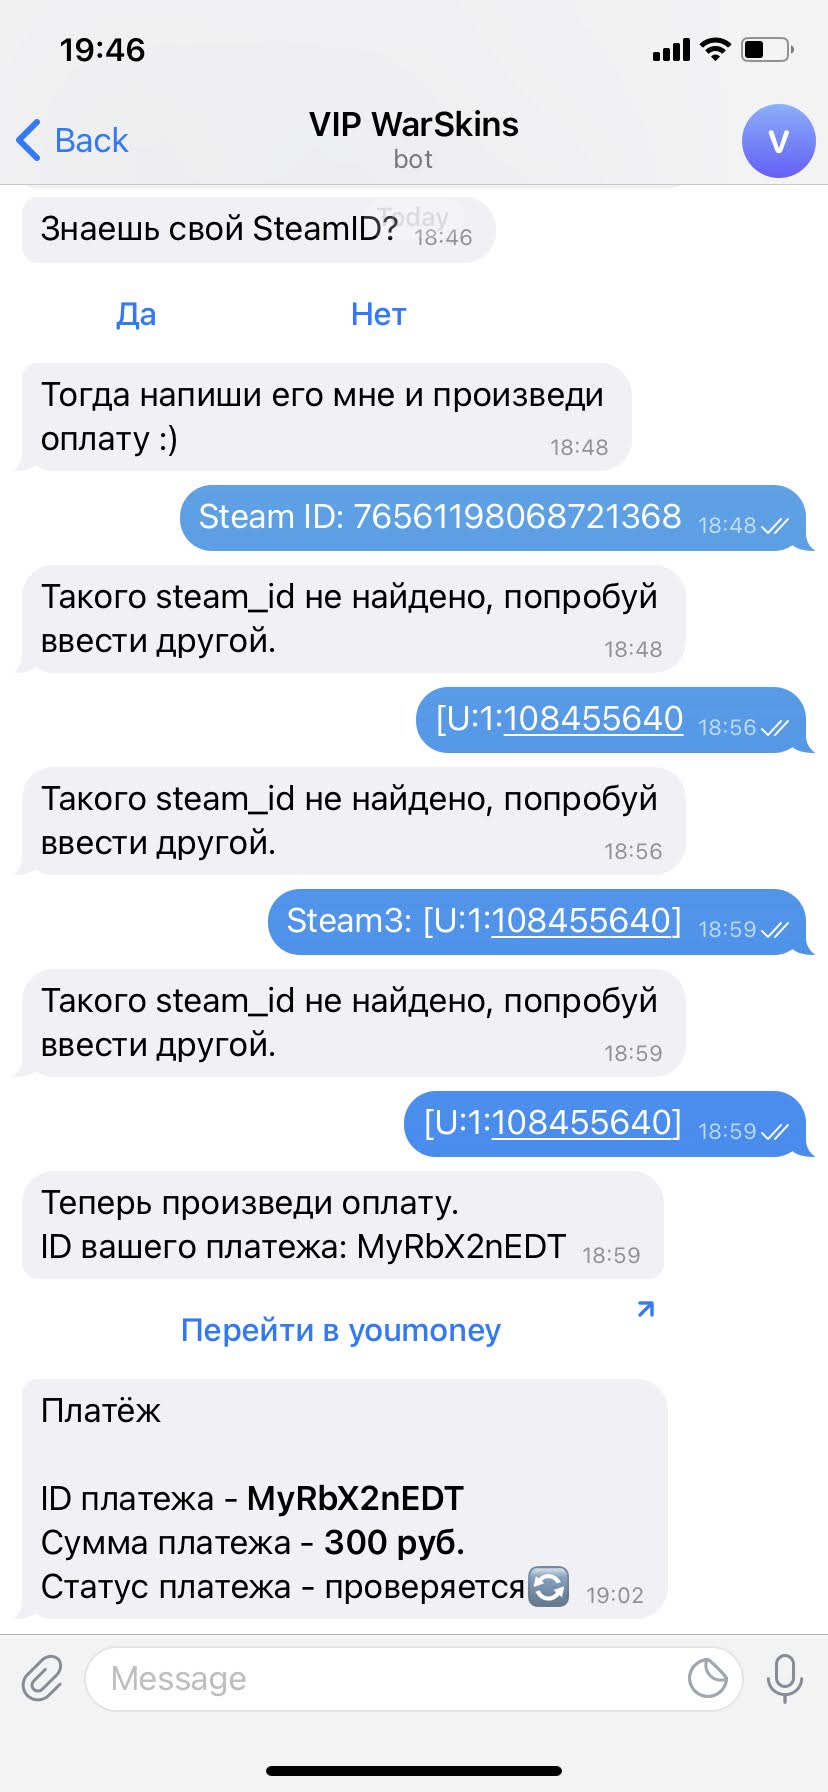 19:46
Back
VIP WarSkins
bot
V
Today
Знаешь свой SteamID? 18:46
Да Нет
Тогда напиши его мне и произведи
оплату :) 18:48
Steam ID: 76561198068721368 18:48
Такого steam_id не найдено, попробуй
ввести другой. 18:48
[U:1:108455640 18:56
Такого steam_id не найдено, попробуй
ввести другой. 18:56
Steam3: [U:1:108455640] 18:59
Такого steam_id не найдено, попробуй
ввести другой. 18:59
[U:1:108455640] 18:59
Теперь произведи оплату.
ID вашего платежа: MyRbX2nEDT 18:59
Перейти в youmoney
Платёж
ID платежа - MyRbX2nEDT
Сумма платежа - 300 руб.
Статус платежа - проверяется 19:02
Message